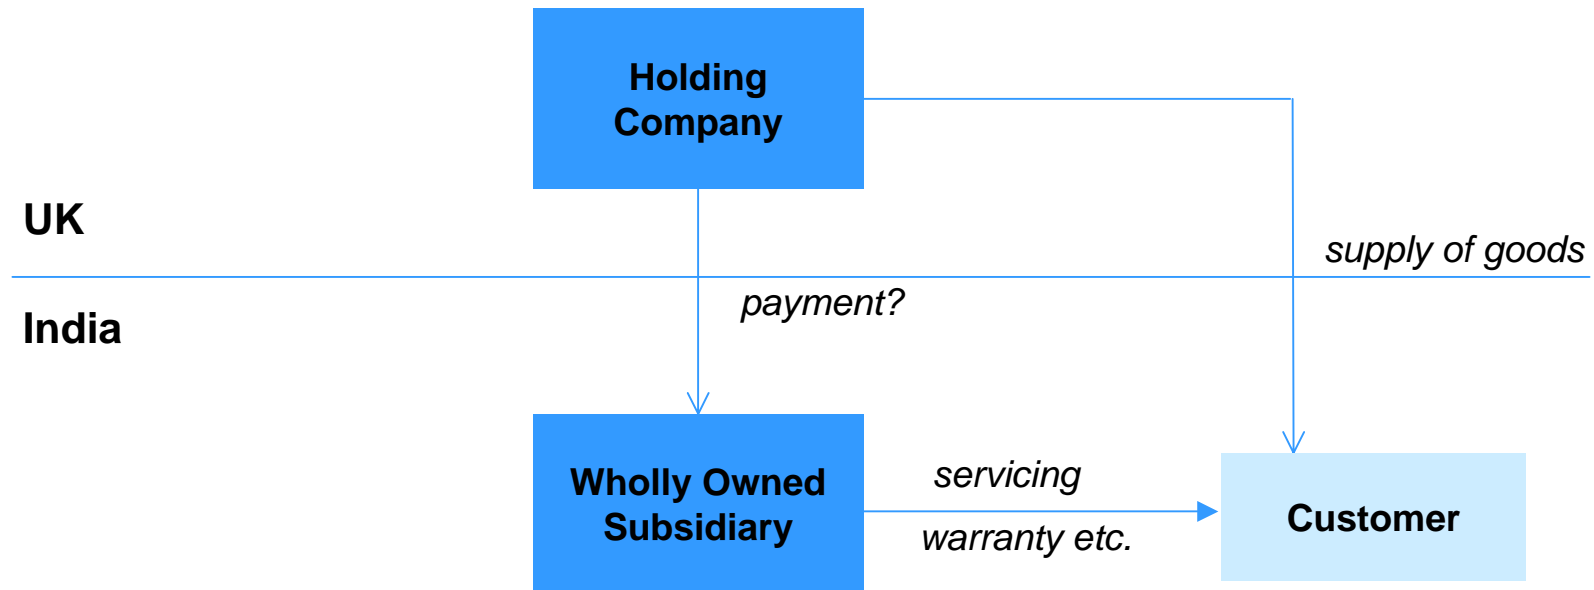 Holding
Company
UK
supply of goods
payment?
India
Wholly Owned
Subsidiary
servicing
warranty etc.
Customer